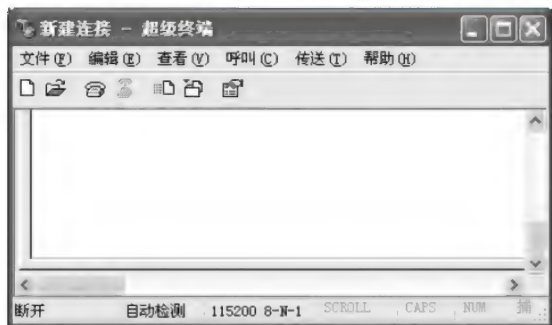 新建连接 - 超级终端
文件(F) 编辑(E) 查看(V) 呼叫(C) 传送(T) 帮助(H)
断开 自动检测 115200 8-N-1 SCROLL CAPS NUM 捕